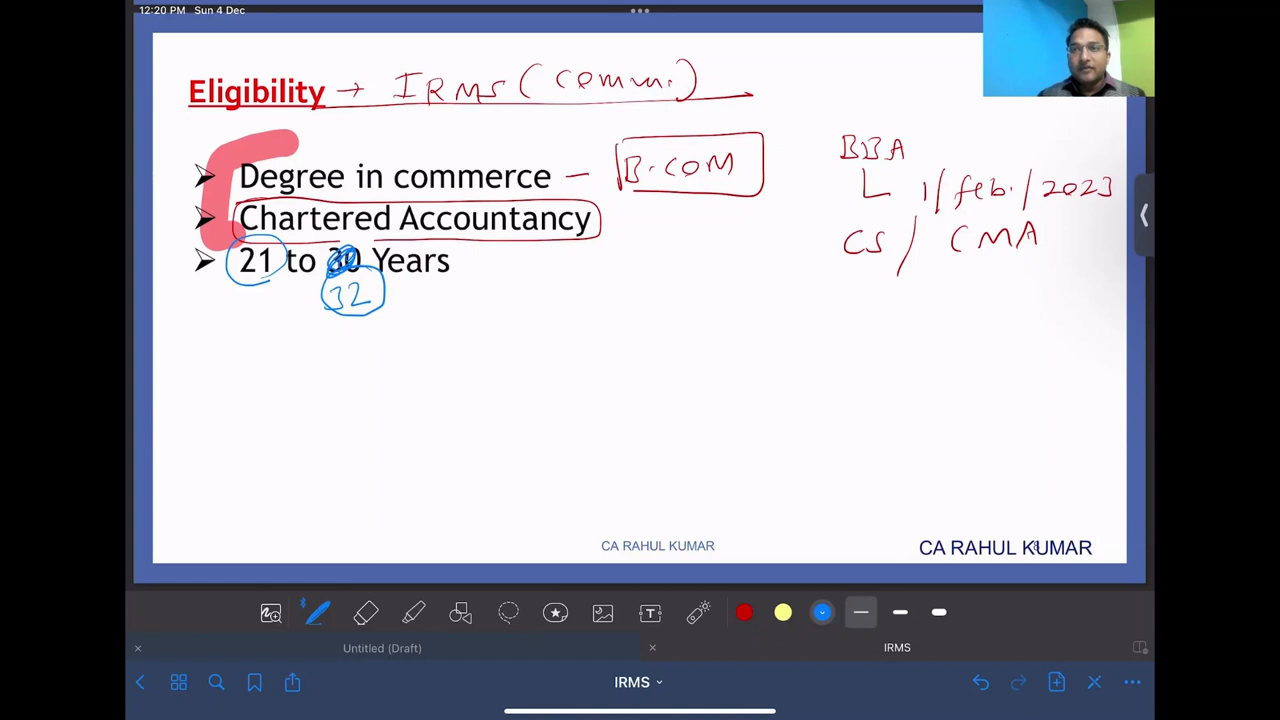 12:20 PM Sun 4 Dec
Eligibility → IRMS (Comm.)
➢ Degree in commerce — B.COM
➢ Chartered Accountancy
➢ 21 to 30 Years
32
BBA
1/feb./2023
CS / CMA
CA RAHUL KUMAR
CA RAHUL KUMAR
Untitled (Draft)
IRMS
IRMS